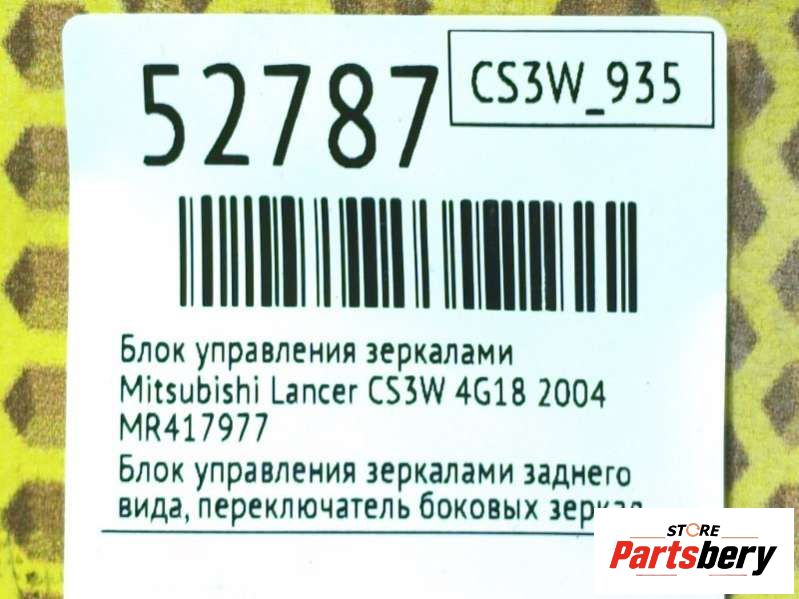 52787
CS3W_935
Блок управления зеркалами
Mitsubishi Lancer CS3W 4G18 2004
MR417977
Блок управления зеркалами заднего
вида, переключатель боковых
STORE
Partsbery